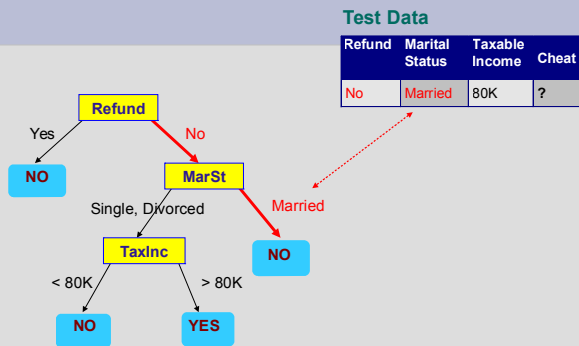 Test Data
Refund Marital Status Taxable Income Cheat
No Married 80K ?
Refund
Yes No
NO MarSt
Single, Divorced Married
TaxInc NO
< 80K > 80K
NO YES